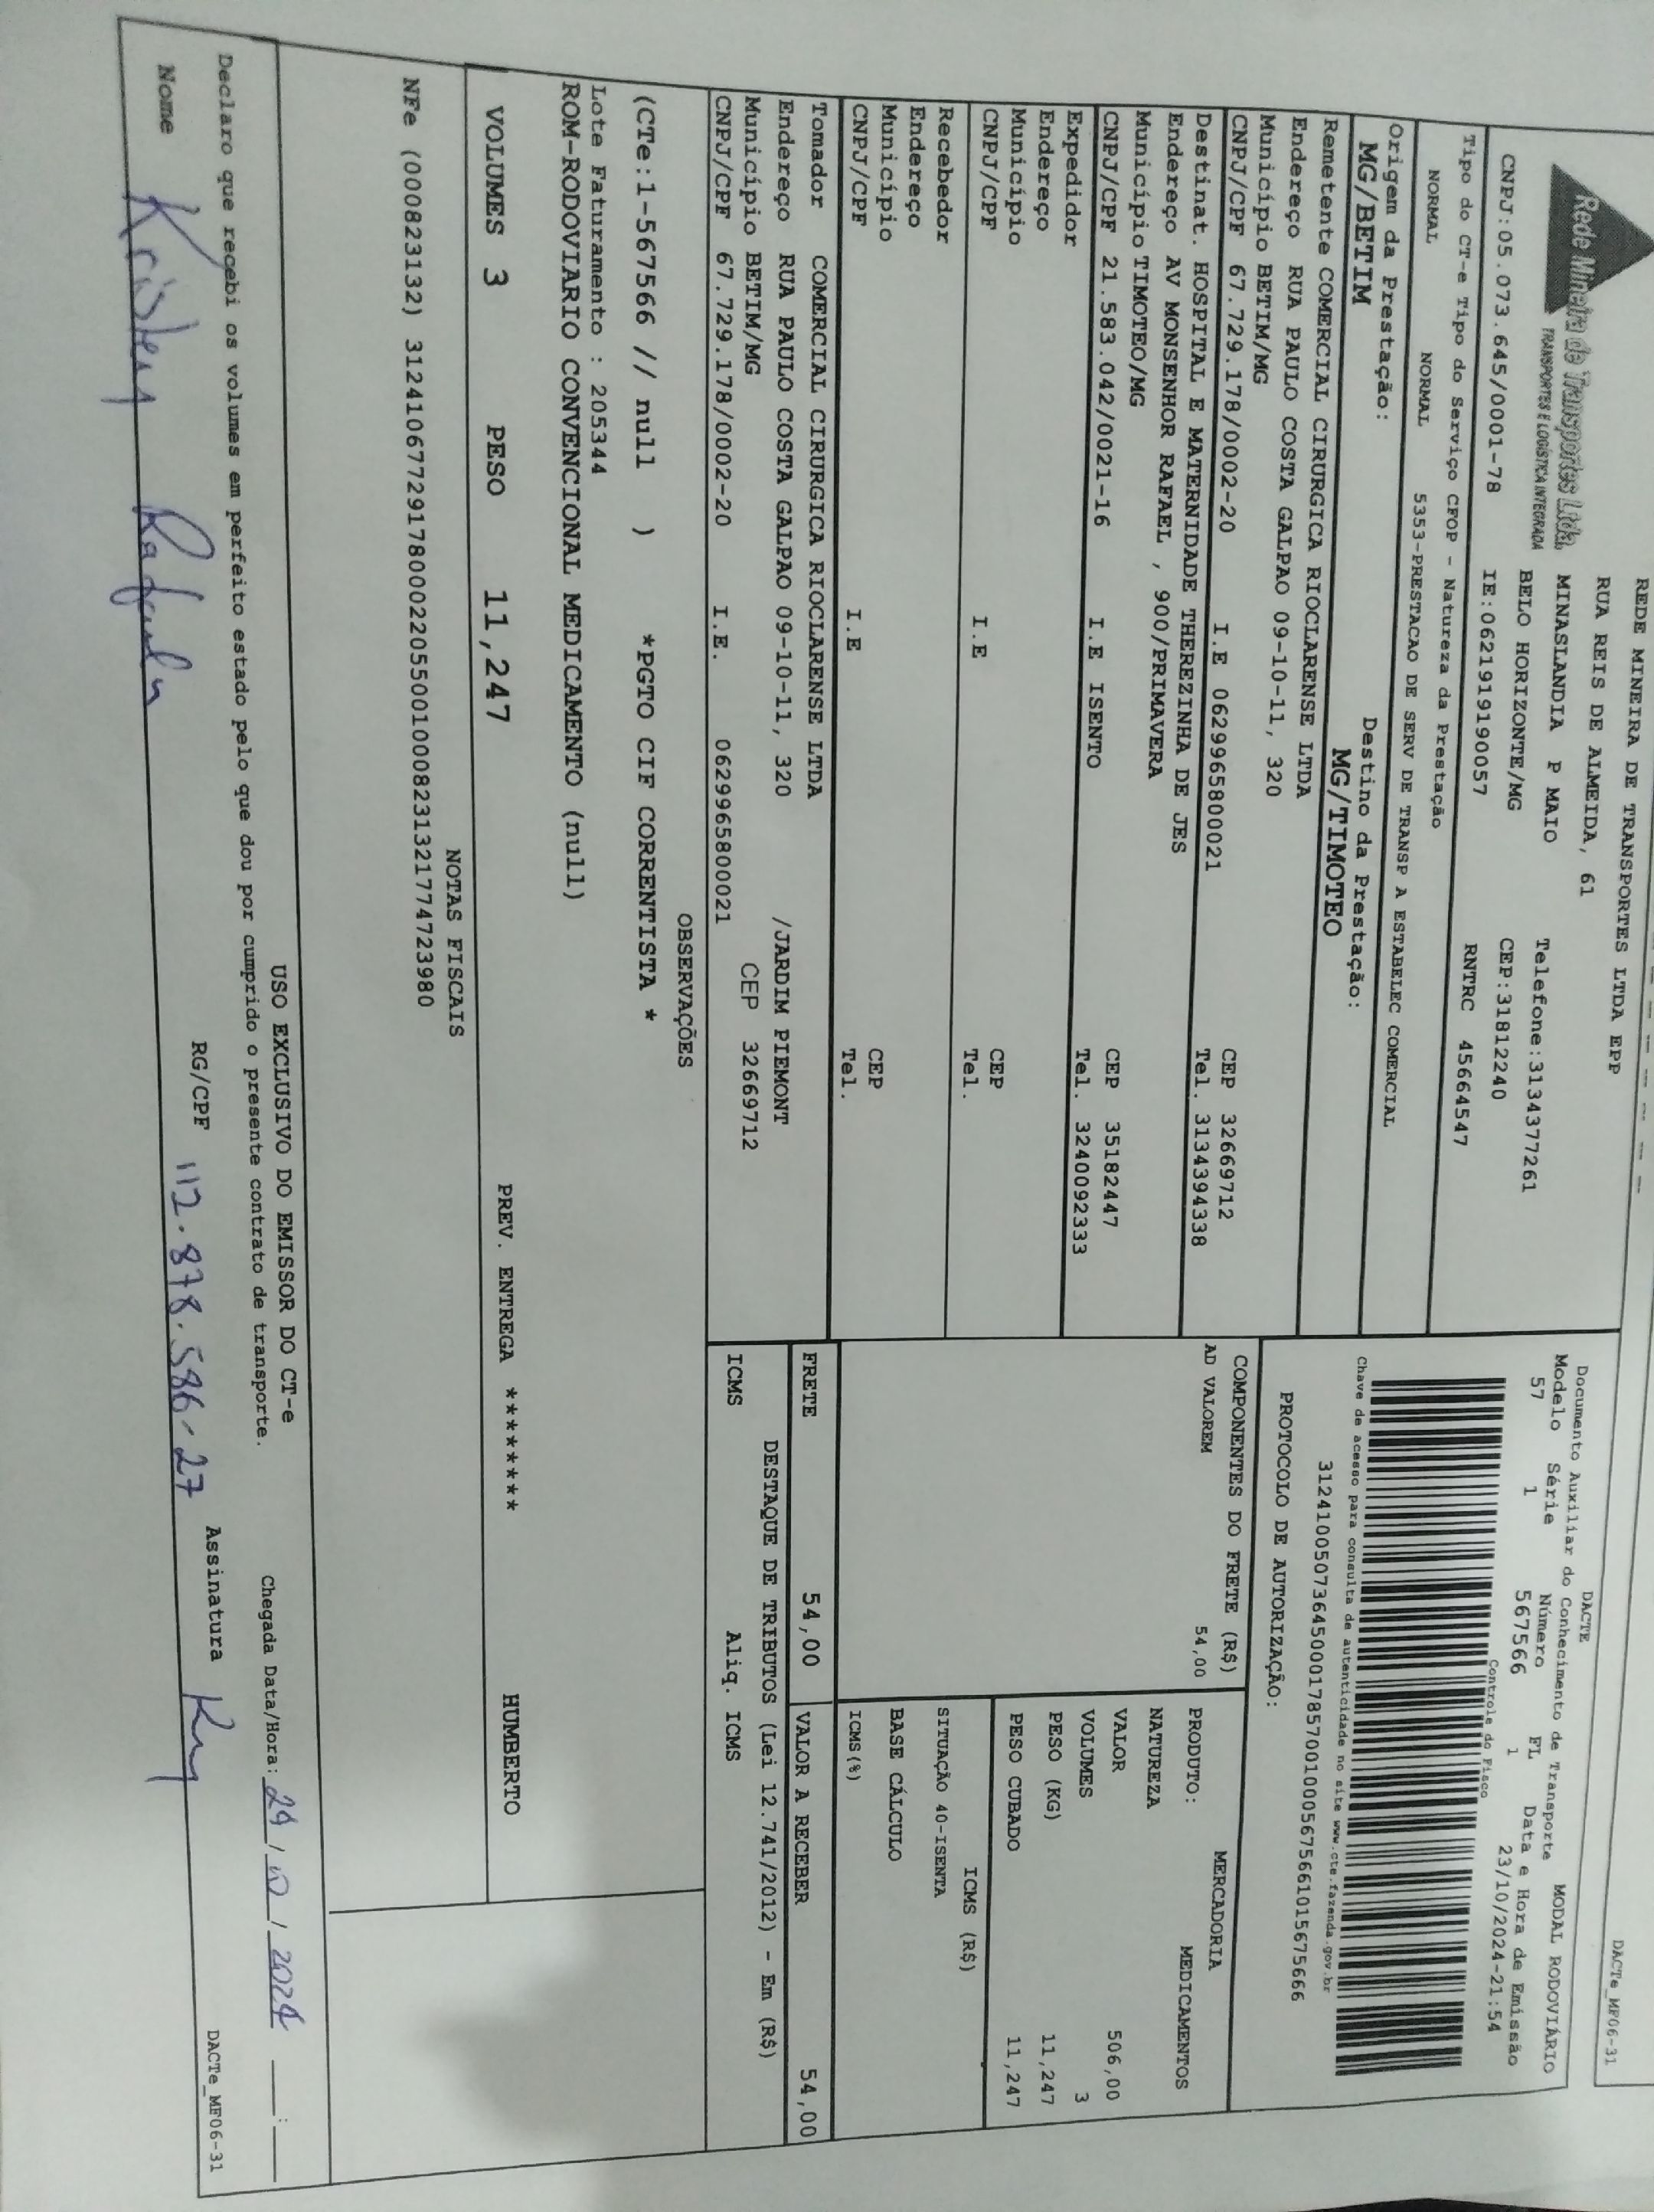 DACTe_MF06-31
Rede Mineira de Transportes Ltda.
TRANSPORTES E LOGÍSTICA INTEGRADA
REDE MINEIRA DE TRANSPORTES LTDA EPP
RUA REIS DE ALMEIDA, 61
MINASLANDIA P MAIO
BELO HORIZONTE/MG
Telefone:3134377261
CEP:31812240
CNPJ:05.073.645/0001-78
IE:0621919190057
RNTRC 45664547
DACTE
Documento Auxiliar do Conhecimento de Transporte
MODAL RODOVIÁRIO
Modelo Série Número FL Data e Hora de Emissão
57 1 567566 1 23/10/2024-21:54
Controle do Fisco
Tipo do CT-e Tipo do Serviço CFOP - Natureza da Prestação
NORMAL NORMAL 5353-PRESTACAO DE SERV DE TRANSP A ESTABELEC COMERCIAL
Chave de acesso para consulta de autenticidade no site www.cte.fazenda.gov.br
31241005073645000178570010005675661015675666
PROTOCOLO DE AUTORIZAÇÃO:
Origem da Prestação: Destino da Prestação:
MG/BETIM MG/TIMOTEO
Remetente COMERCIAL CIRURGICA RIOCLARENSE LTDA
Endereço RUA PAULO COSTA GALPAO 09-10-11, 320
Município BETIM/MG CEP 32669712
CNPJ/CPF 67.729.178/0002-20 I.E 0629965800021 Tel. 3134394338
Destinat. HOSPITAL E MATERNIDADE THEREZINHA DE JES
Endereço AV MONSENHOR RAFAEL , 900/PRIMAVERA
Município TIMOTEO/MG CEP 35182447
CNPJ/CPF 21.583.042/0021-16 I.E ISENTO Tel. 3240092333
Expedidor
Endereço
Município CEP
CNPJ/CPF I.E Tel.
Recebedor
Endereço
Município CEP
CNPJ/CPF I.E Tel.
COMPONENTES DO FRETE (R$)
AD VALOREM 54,00
MERCADORIA
PRODUTO: MEDICAMENTOS
NATUREZA
VALOR 506,00
VOLUMES 3
PESO (KG) 11,247
PESO CUBADO 11,247
ICMS (R$)
SITUAÇÃO 40-ISENTA
BASE CÁLCULO
ICMS(%)
Tomador COMERCIAL CIRURGICA RIOCLARENSE LTDA
Endereço RUA PAULO COSTA GALPAO 09-10-11, 320 /JARDIM PIEMONT
Município BETIM/MG CEP 32669712
CNPJ/CPF 67.729.178/0002-20 I.E. 0629965800021
FRETE 54,00 VALOR A RECEBER 54,00
DESTAQUE DE TRIBUTOS (Lei 12.741/2012) - Em (R$)
ICMS Aliq. ICMS
OBSERVAÇÕES
(CTe:1-567566 // null ) *PGTO CIF CORRENTISTA *
Lote Faturamento : 205344
ROM-RODOVIARIO CONVENCIONAL MEDICAMENTO (null)
VOLUMES 3 PESO 11,247 PREV. ENTREGA ******** HUMBERTO
NOTAS FISCAIS
NFe (000823132) 31241067729178000220550010008231321774723980
USO EXCLUSIVO DO EMISSOR DO CT-e
Declaro que recebi os volumes em perfeito estado pelo que dou por cumprido o presente contrato de transporte.
Chegada Data/Hora: 24/10/2024 __:__
Nome Rafaela RG/CPF 112.878.586-27 Assinatura
DACTe_MF06-31